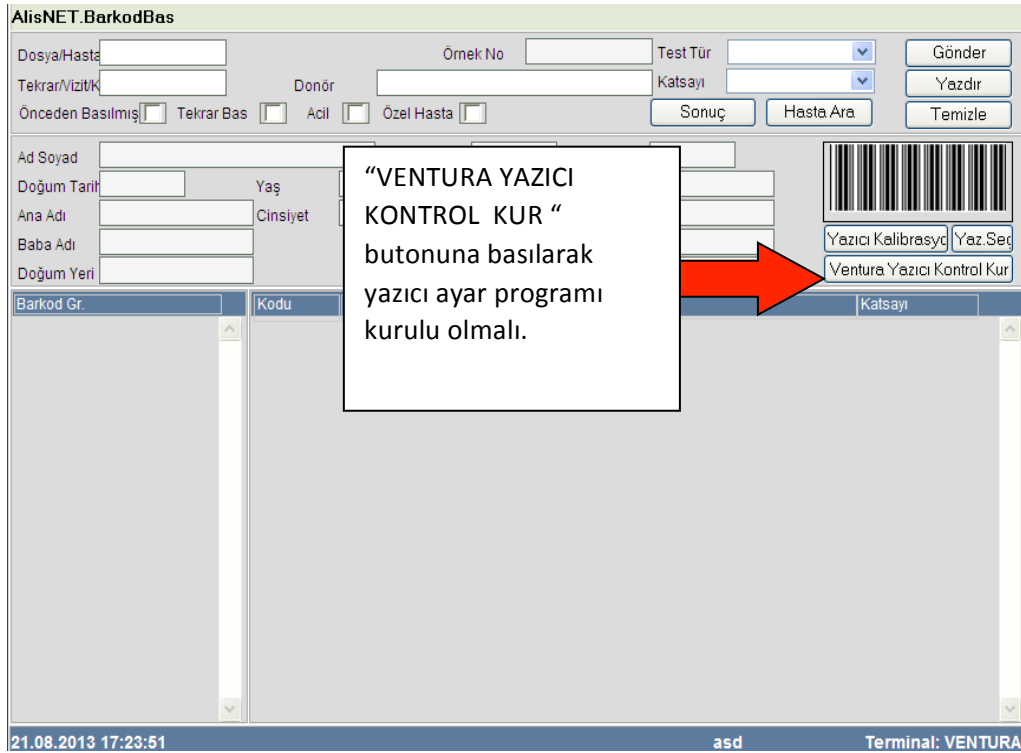 AlisNET.BarkodBas
Dosya/Hasta Örnek No Test Tür Gönder
Tekrar/Vizit/K Donör Katsayı Yazdır
Önceden Basılmış Tekrar Bas Acil Özel Hasta Sonuç Hasta Ara Temizle
Ad Soyad
Doğum Tarih Yaş
Ana Adı Cinsiyet
Baba Adı
Doğum Yeri
“VENTURA YAZICI
KONTROL KUR “
butonuna basılarak
yazıcı ayar programı
kurulu olmalı.
Yazıcı Kalibrasyo Yaz.Seç
Ventura Yazıcı Kontrol Kur
Barkod Gr. Kodu Katsayı
21.08.2013 17:23:51 asd Terminal: VENTURA